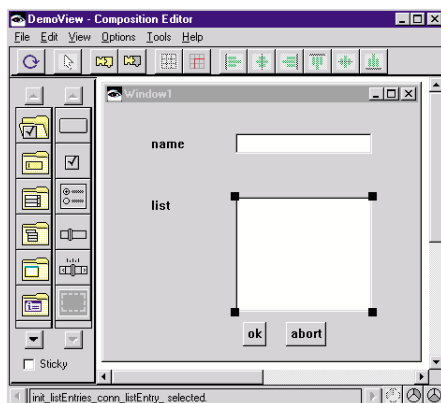 DemoView - Composition Editor
File Edit View Options Tools Help
Window1
name
list
ok abort
Sticky
init_listEntries_conn_listEntry_ selected.